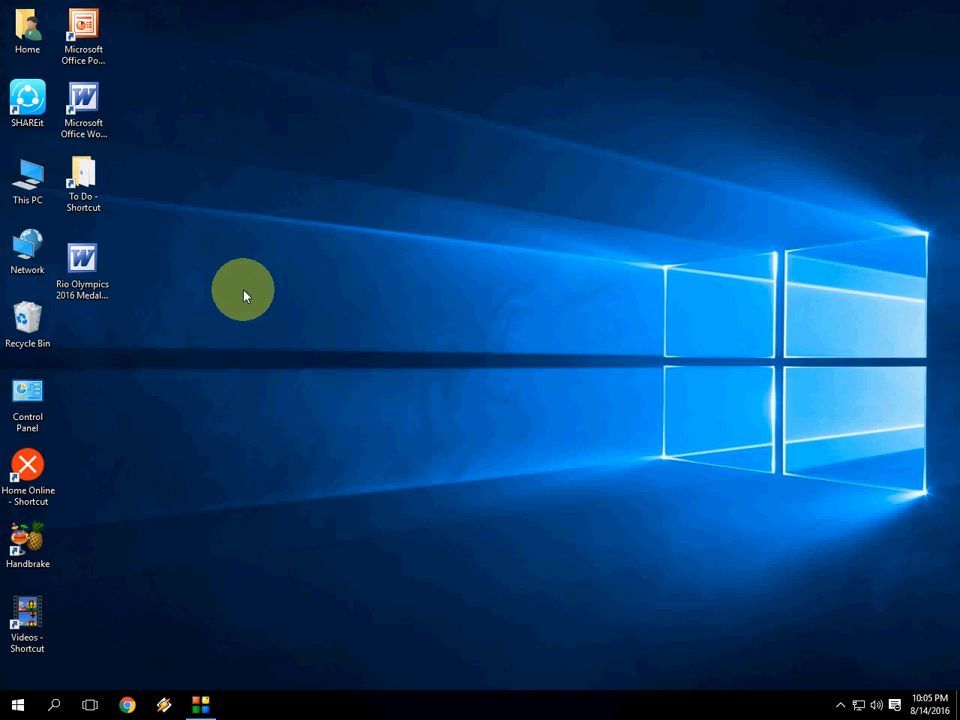 Home
Microsoft
Office Po...
SHAREit
Microsoft
Office Wo...
This PC
To Do -
Shortcut
Network
Rio Olympics
2016 Medal...
Recycle Bin
Control
Panel
Home Online
- Shortcut
Handbrake
Videos -
Shortcut
10:05 PM
8/14/2016